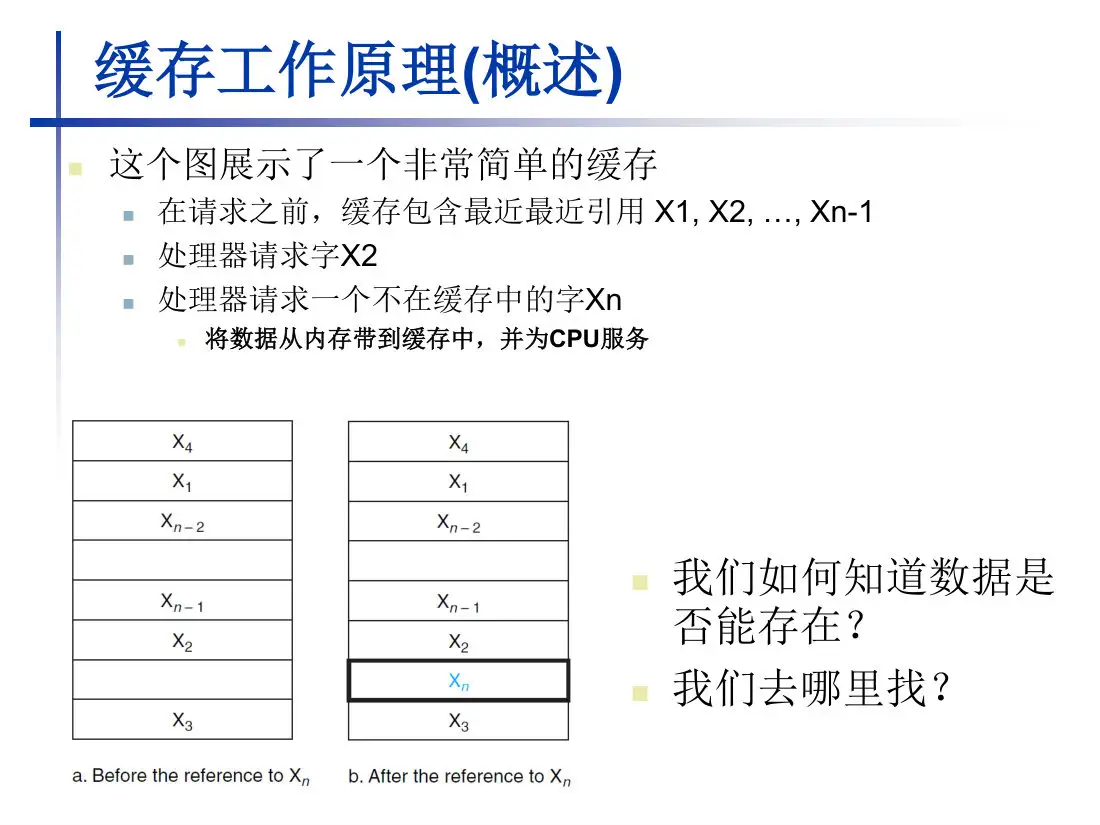 缓存工作原理(概述)
这个图展示了一个非常简单的缓存
在请求之前，缓存包含最近最近引用 X1, X2, …, Xn-1
处理器请求字X2
处理器请求一个不在缓存中的字Xn
将数据从内存带到缓存中，并为CPU服务
X4
X1
Xn – 2
Xn – 1
X2
X3
a. Before the reference to Xn
X4
X1
Xn – 2
Xn – 1
X2
Xn
X3
b. After the reference to Xn
我们如何知道数据是
否能存在？
我们去哪里找？